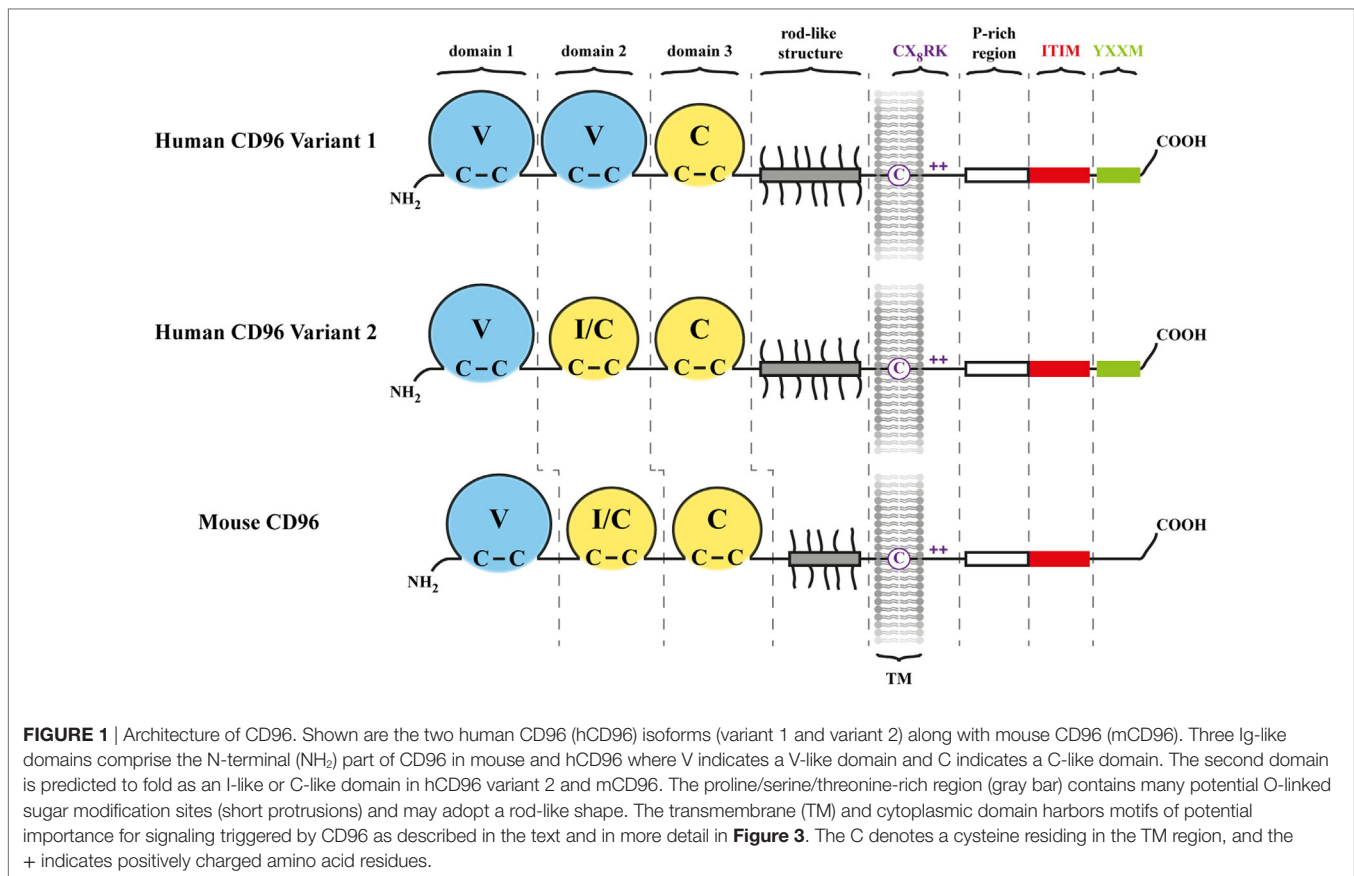 domain 1 domain 2 domain 3 rod-like structure CX₈RK P-rich region ITIM YXXM
Human CD96 Variant 1
V V C
C–C C–C C–C
NH₂
C ++
COOH
Human CD96 Variant 2
V I/C C
C–C C–C C–C
NH₂
C ++
COOH
Mouse CD96
V I/C C
C–C C–C C–C
NH₂
C ++
COOH
TM
FIGURE 1 | Architecture of CD96. Shown are the two human CD96 (hCD96) isoforms (variant 1 and variant 2) along with mouse CD96 (mCD96). Three Ig-like
domains comprise the N-terminal (NH₂) part of CD96 in mouse and hCD96 where V indicates a V-like domain and C indicates a C-like domain. The second domain
is predicted to fold as an I-like or C-like domain in hCD96 variant 2 and mCD96. The proline/serine/threonine-rich region (gray bar) contains many potential O-linked
sugar modification sites (short protrusions) and may adopt a rod-like shape. The transmembrane (TM) and cytoplasmic domain harbors motifs of potential
importance for signaling triggered by CD96 as described in the text and in more detail in Figure 3. The C denotes a cysteine residing in the TM region, and the
+ indicates positively charged amino acid residues.